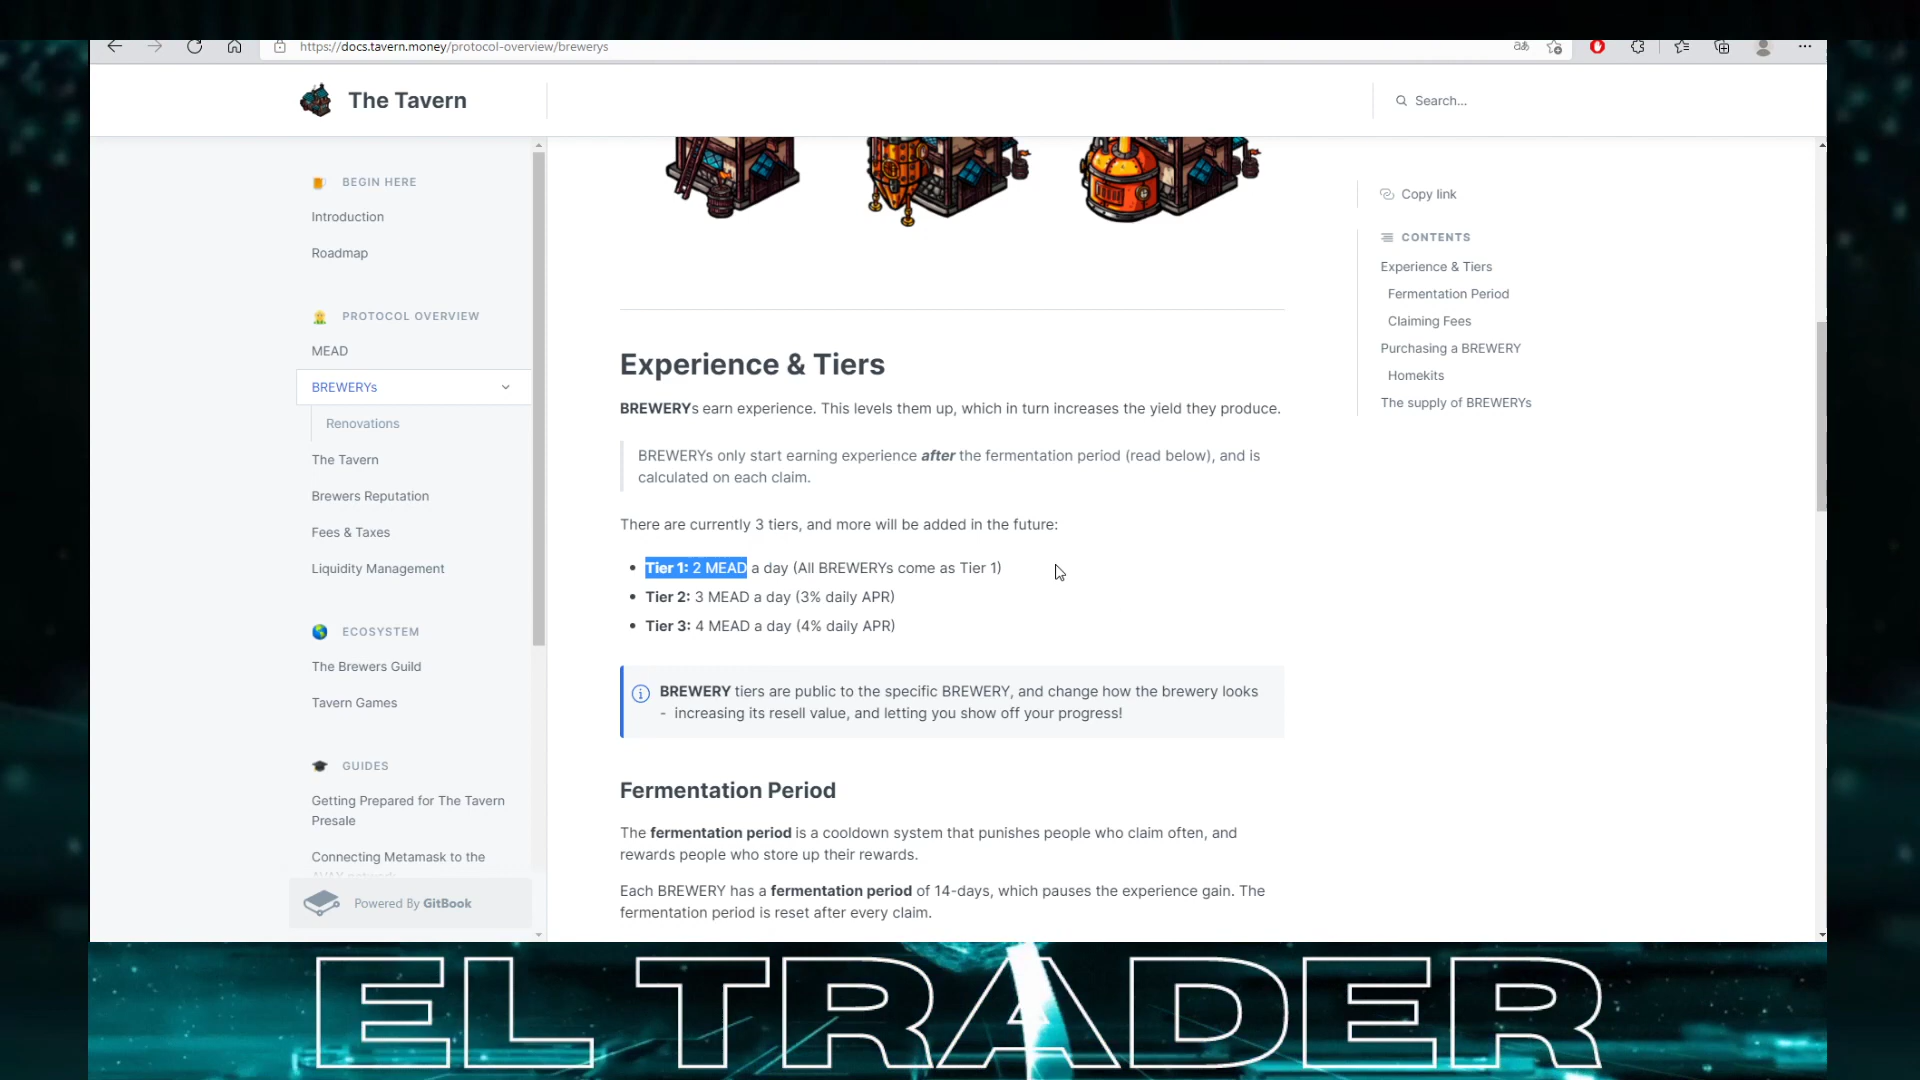 https://docs.tavern.money/protocol-overview/brewerys
The Tavern
Search...
BEGIN HERE
Introduction
Roadmap
PROTOCOL OVERVIEW
MEAD
BREWERYs
Renovations
The Tavern
Brewers Reputation
Fees & Taxes
Liquidity Management
ECOSYSTEM
The Brewers Guild
Tavern Games
GUIDES
Getting Prepared for The Tavern
Presale
Connecting Metamask to the
AVAX network
Powered By GitBook
Experience & Tiers
BREWERYs earn experience. This levels them up, which in turn increases the yield they produce.
BREWERYs only start earning experience after the fermentation period (read below), and is
calculated on each claim.
There are currently 3 tiers, and more will be added in the future:
• Tier 1: 2 MEAD a day (All BREWERYs come as Tier 1)
• Tier 2: 3 MEAD a day (3% daily APR)
• Tier 3: 4 MEAD a day (4% daily APR)
BREWERY tiers are public to the specific BREWERY, and change how the brewery looks
- increasing its resell value, and letting you show off your progress!
Fermentation Period
The fermentation period is a cooldown system that punishes people who claim often, and
rewards people who store up their rewards.
Each BREWERY has a fermentation period of 14-days, which pauses the experience gain. The
fermentation period is reset after every claim.
Copy link
CONTENTS
Experience & Tiers
Fermentation Period
Claiming Fees
Purchasing a BREWERY
Homekits
The supply of BREWERYs
EL TRADER